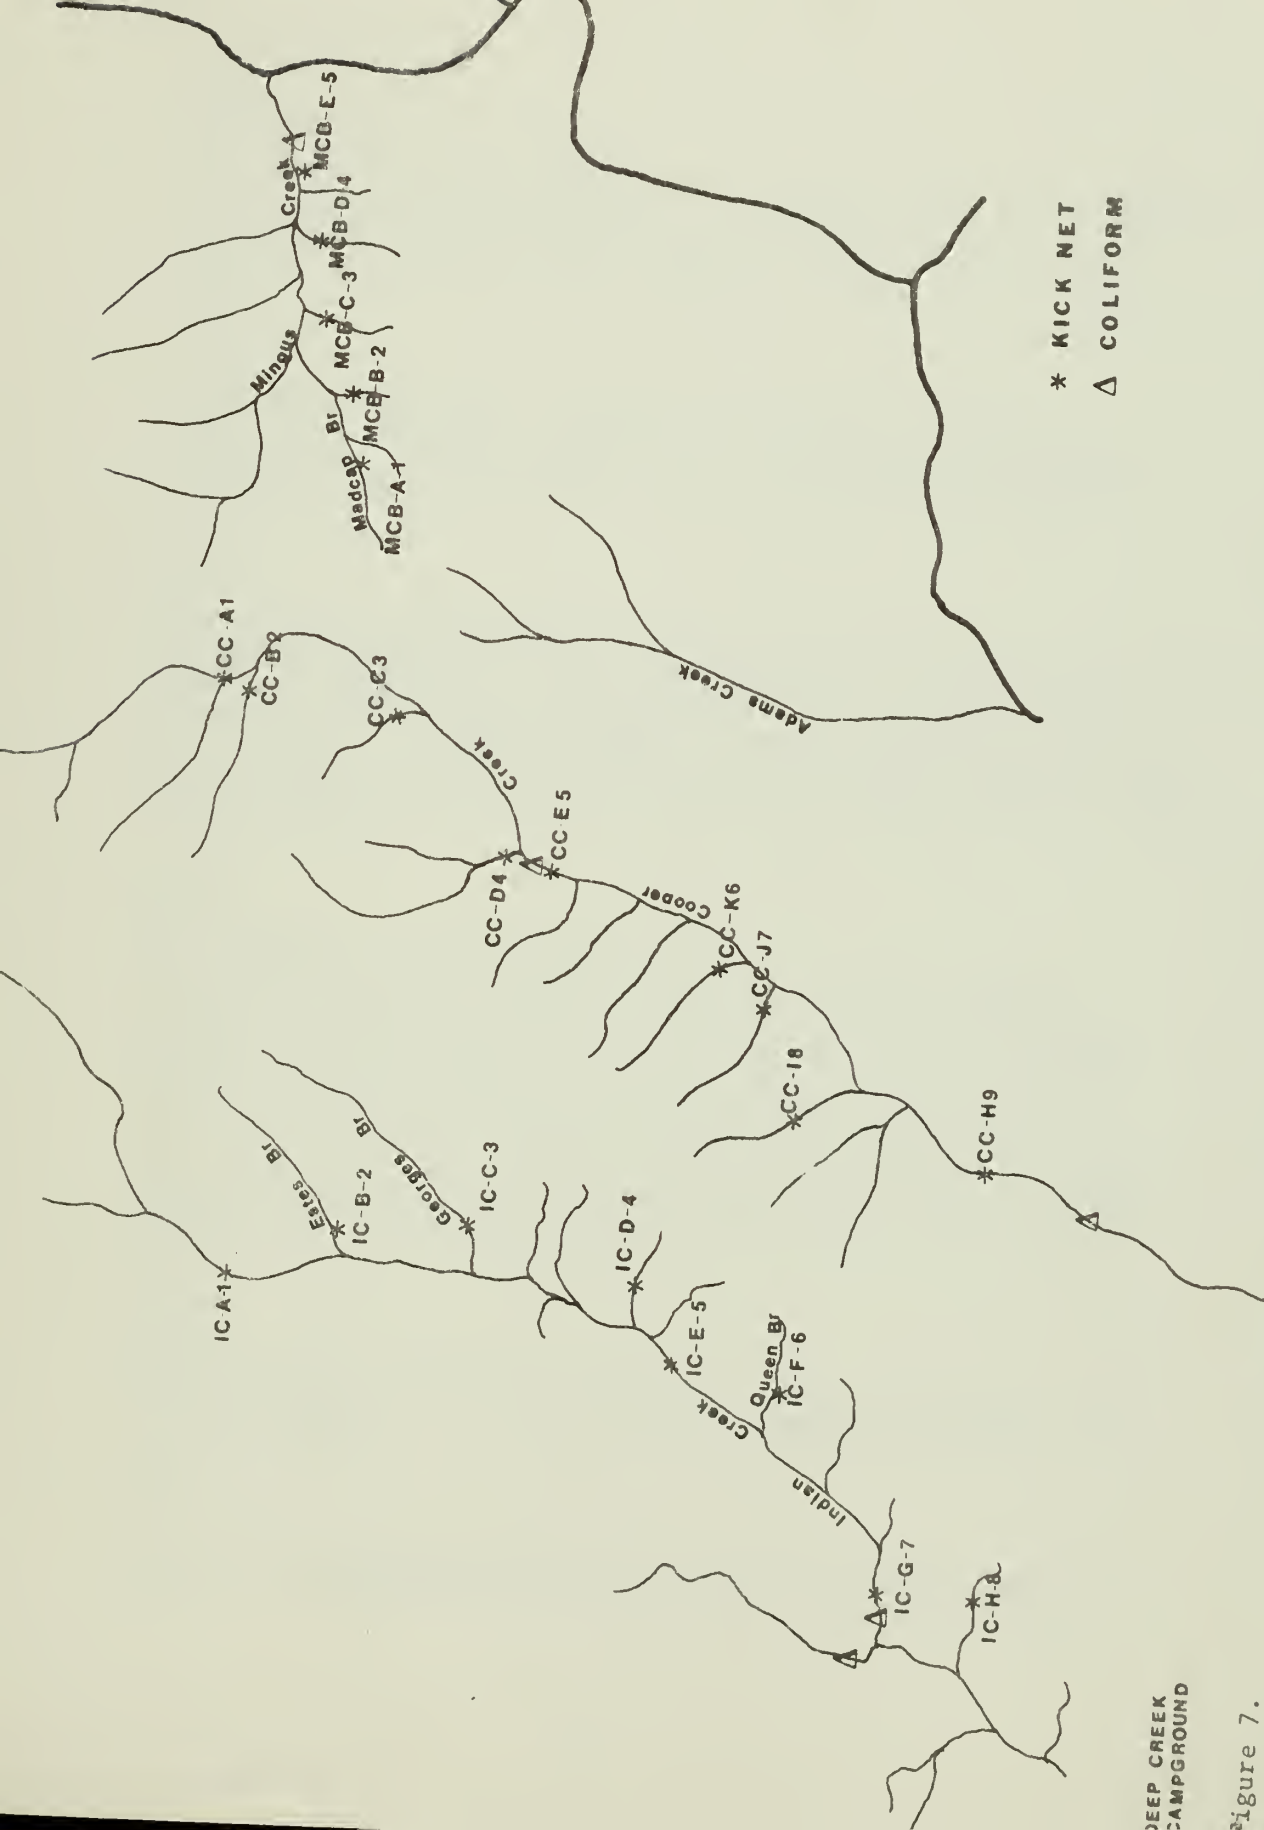 MCB-E-5
Creek
MCB-D-4
MCB-C-3
Mingus
MCB-B-2
Madcap Br
MCB-A-1
CC-A1
CC-B2
CC-C3
Creek
CC-D4
CC-E5
Cooper
CC-K6
CC-J7
CC-I8
CC-H9
Adams Creek
IC-A-1
Estes Br
IC-B-2
Georges Br
IC-C-3
IC-D-4
IC-E-5
Creek
Queen Br
IC-F-6
Indian
IC-G-7
IC-H-8
* KICK NET
△ COLIFORM
DEEP CREEK
CAMPGROUND
Figure 7.